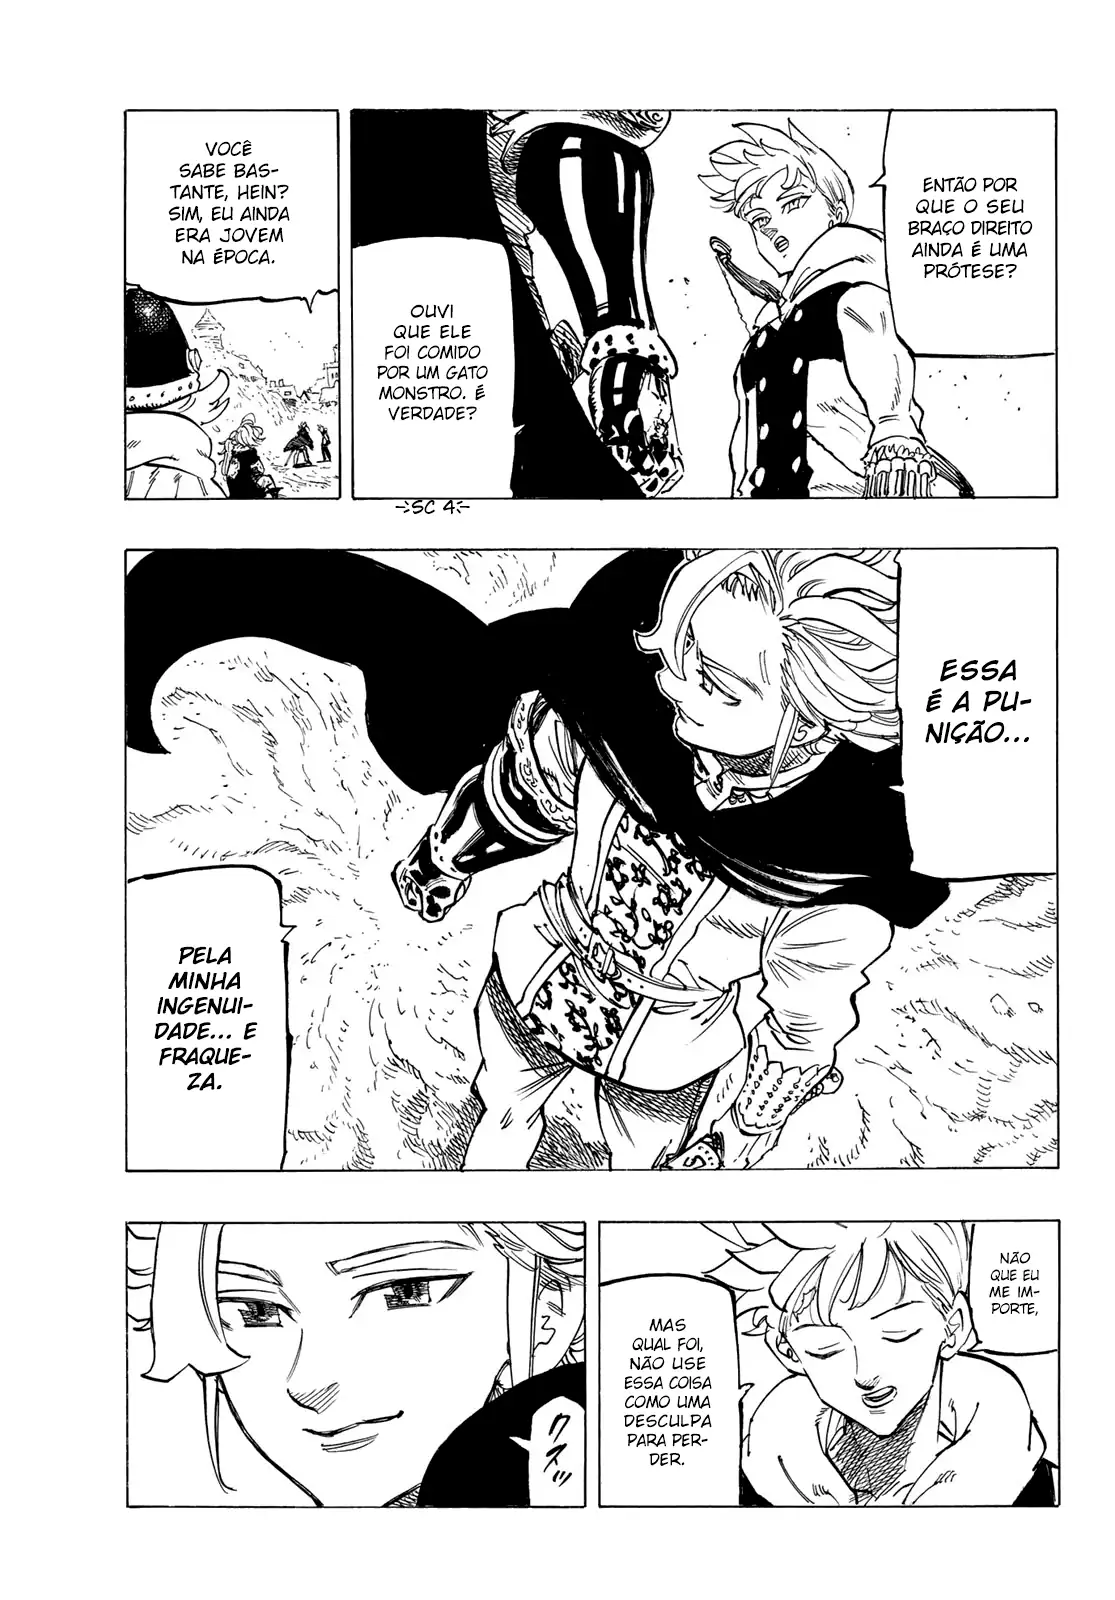 ENTÃO POR
QUE O SEU
BRAÇO DIREITO
AINDA É UMA
PRÓTESE?
OUVI
QUE ELE
FOI COMIDO
POR UM GATO
MONSTRO. É
VERDADE?
VOCÊ
SABE BAS-
TANTE, HEIN?
SIM, EU AINDA
ERA JOVEM
NA ÉPOCA.
SC 4
ESSA
É A PU-
NIÇÃO...
PELA
MINHA
INGENUI-
DADE... E
FRAQUE-
ZA.
NÃO
QUE EU
ME IM-
PORTE,
MAS
QUAL FOI,
NÃO USE
ESSA COISA
COMO UMA
DESCULPA
PARA PER-
DER.
クスッ